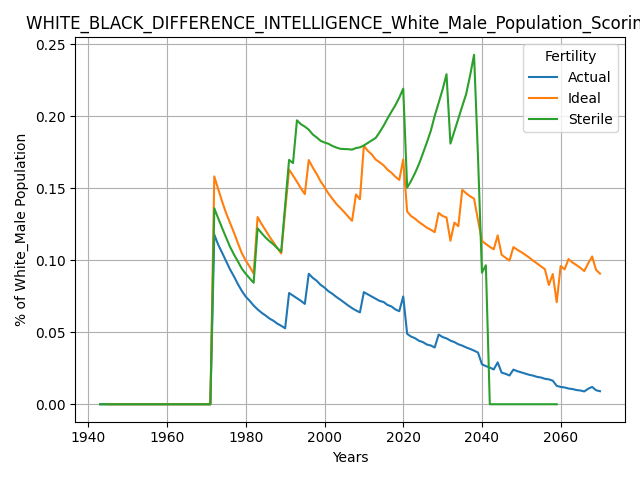 WHITE_BLACK_DIFFERENCE_INTELLIGENCE_White_Male_Population_Scorin
Fertility
Actual
Ideal
Sterile
0.25
0.20
0.15
0.10
0.05
0.00
% of White_Male Population
1940 1960 1980 2000 2020 2040 2060
Years